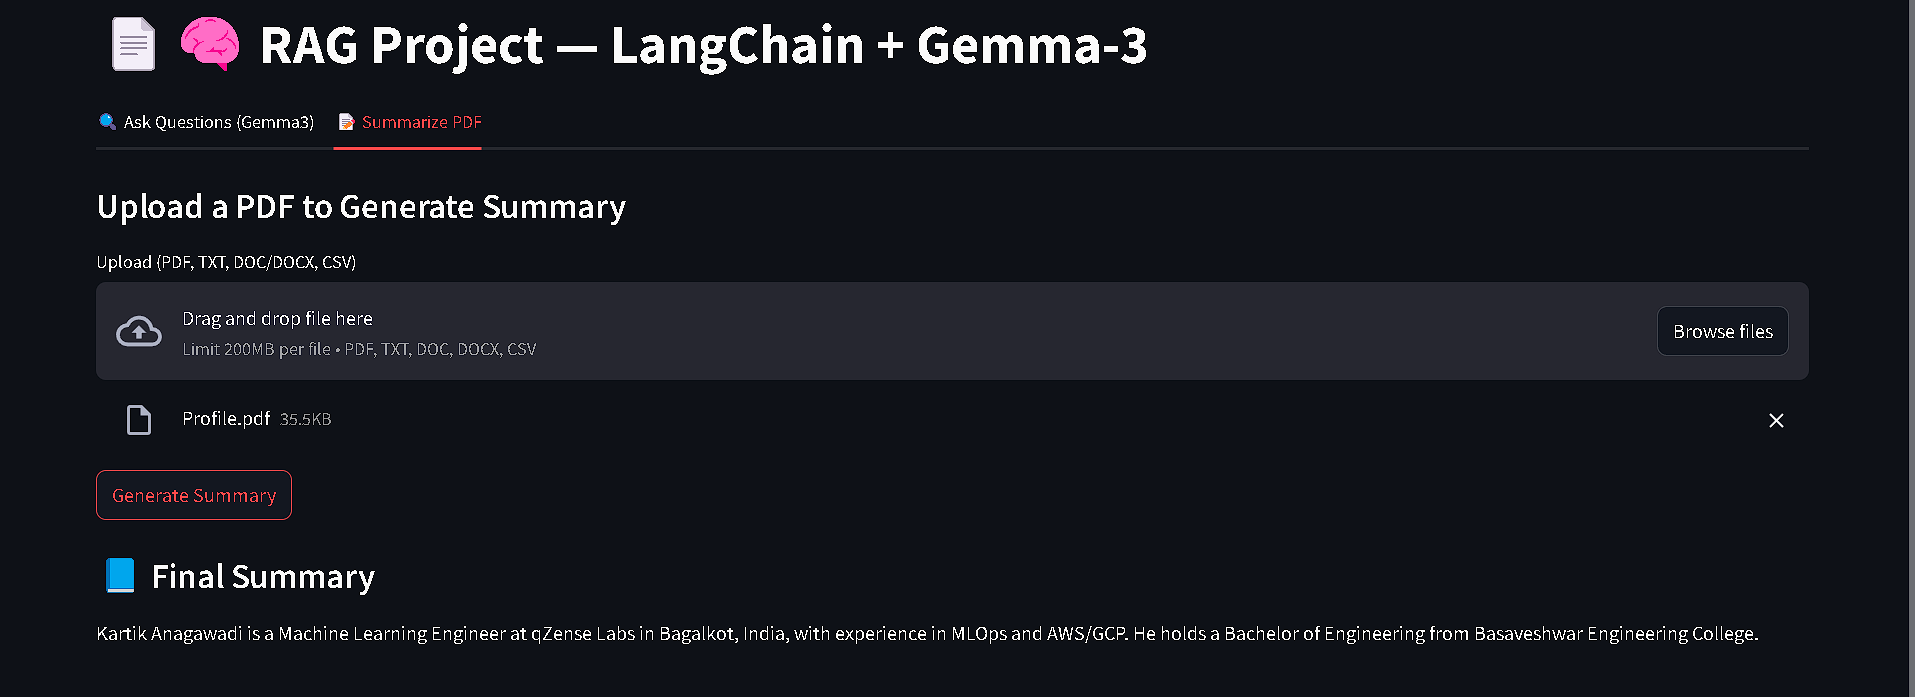 RAG Project — LangChain + Gemma-3
Ask Questions (Gemma3) Summarize PDF
Upload a PDF to Generate Summary
Upload (PDF, TXT, DOC/DOCX, CSV)
Drag and drop file here
Limit 200MB per file • PDF, TXT, DOC, DOCX, CSV
Browse files
Profile.pdf 35.5KB
Generate Summary
Final Summary
Kartik Anagawadi is a Machine Learning Engineer at qZense Labs in Bagalkot, India, with experience in MLOps and AWS/GCP. He holds a Bachelor of Engineering from Basaveshwar Engineering College.